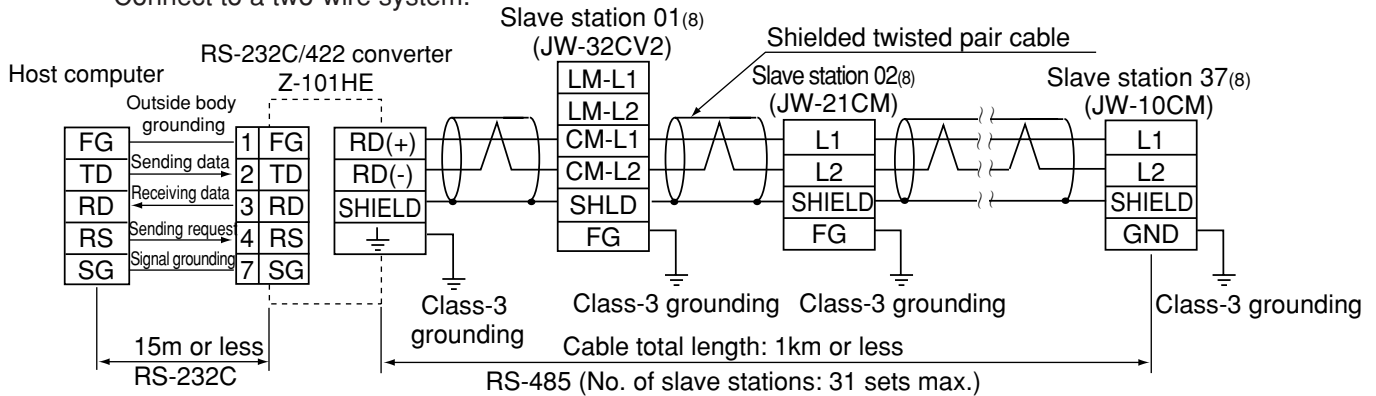 Connect to a two-wire system.
Slave station 01(8)
(JW-32CV2)
Shielded twisted pair cable
RS-232C/422 converter
Z-101HE
Host computer
Slave station 02(8)
(JW-21CM)
Slave station 37(8)
(JW-10CM)
Outside body
grounding
FG
TD
RD
RS
SG
Sending data
Receiving data
Sending request
Signal grounding
1 FG
2 TD
3 RD
4 RS
7 SG
RD(+)
RD(-)
SHIELD
LM-L1
LM-L2
CM-L1
CM-L2
SHLD
FG
L1
L2
SHIELD
FG
L1
L2
SHIELD
GND
Class-3
grounding
Class-3 grounding
Class-3 grounding
Class-3 grounding
15m or less
RS-232C
Cable total length: 1km or less
RS-485 (No. of slave stations: 31 sets max.)